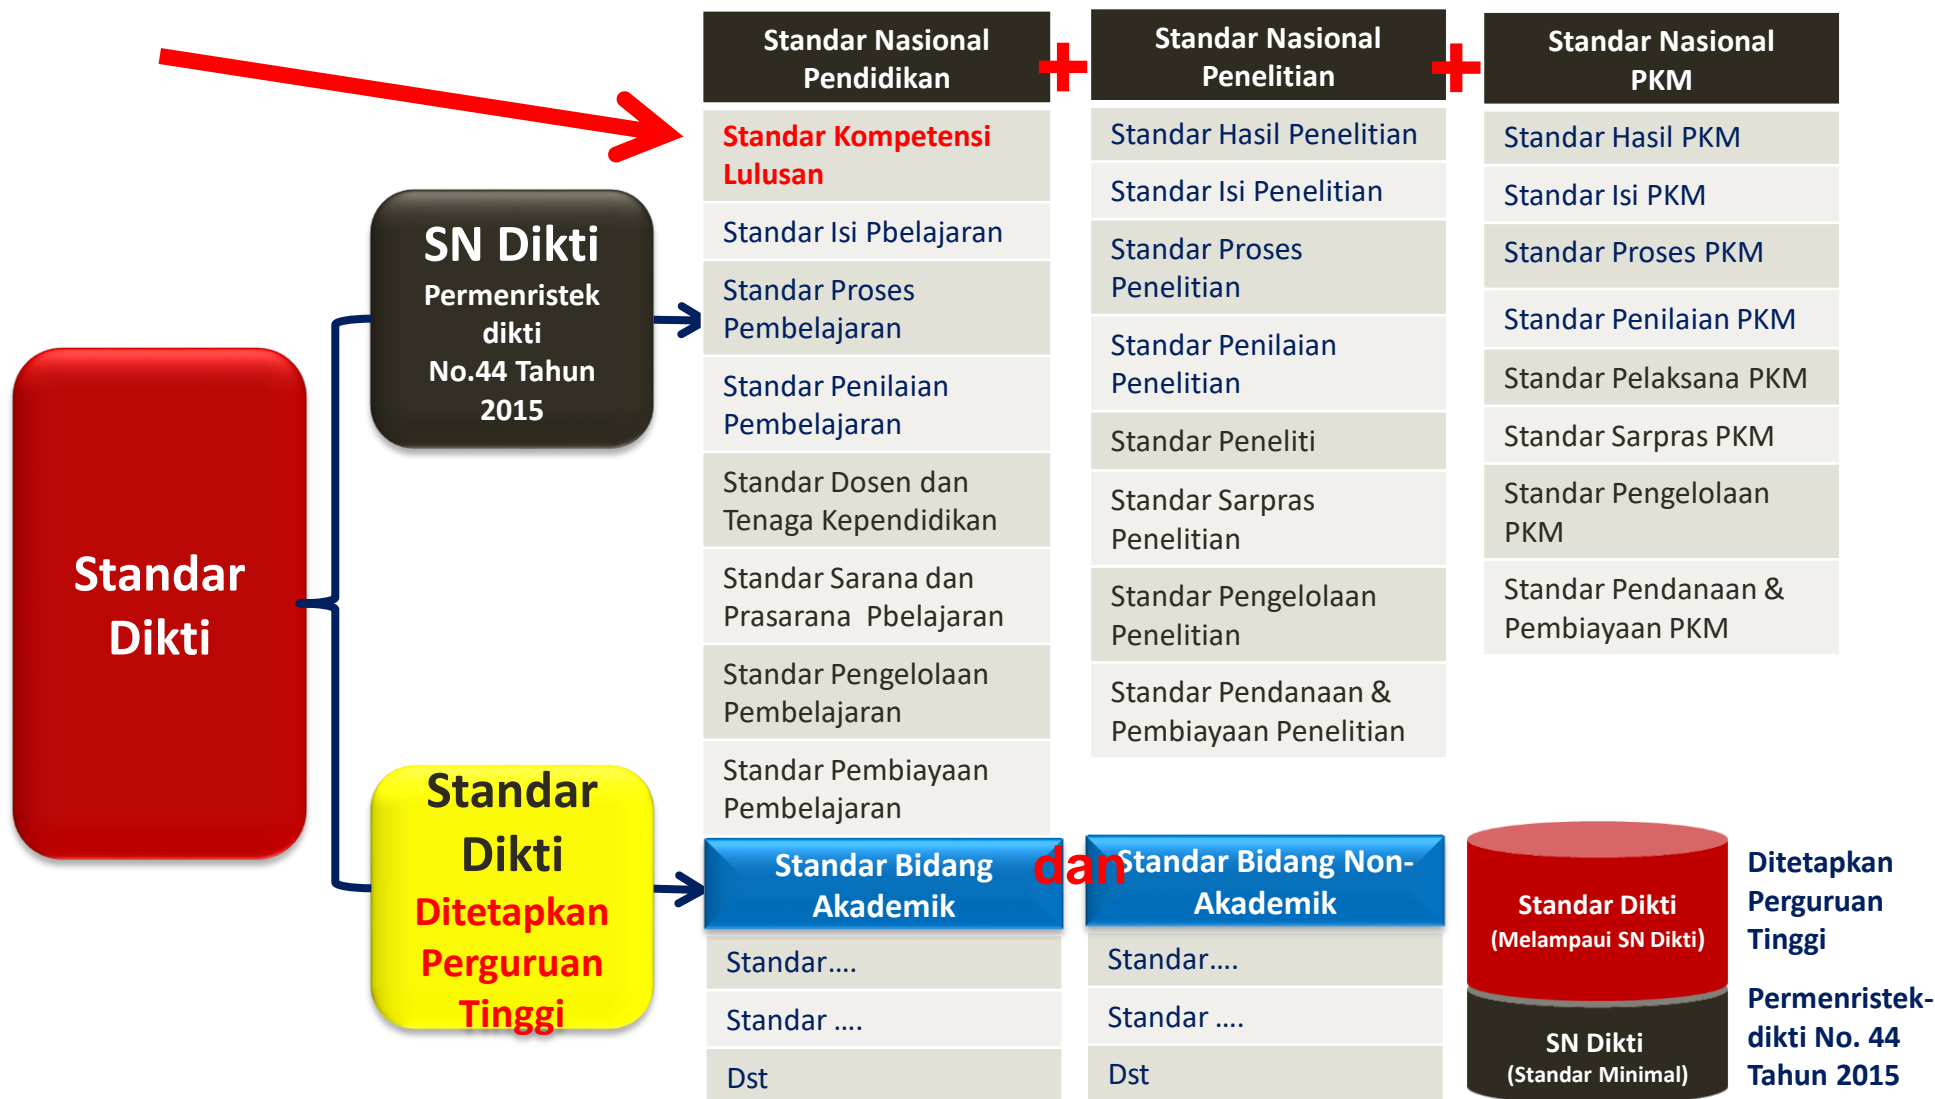 Standar
Dikti
SN Dikti
Permenristek
dikti
No.44 Tahun
2015
Standar
Dikti
Ditetapkan
Perguruan
Tinggi
Standar Nasional
Pendidikan
Standar Kompetensi
Lulusan
Standar Isi Pbelajaran
Standar Proses
Pembelajaran
Standar Penilaian
Pembelajaran
Standar Dosen dan
Tenaga Kependidikan
Standar Sarana dan
Prasarana Pbelajaran
Standar Pengelolaan
Pembelajaran
Standar Pembiayaan
Pembelajaran
+
Standar Nasional
Penelitian
Standar Hasil Penelitian
Standar Isi Penelitian
Standar Proses
Penelitian
Standar Penilaian
Penelitian
Standar Peneliti
Standar Sarpras
Penelitian
Standar Pengelolaan
Penelitian
Standar Pendanaan &
Pembiayaan Penelitian
+
Standar Nasional
PKM
Standar Hasil PKM
Standar Isi PKM
Standar Proses PKM
Standar Penilaian PKM
Standar Pelaksana PKM
Standar Sarpras PKM
Standar Pengelolaan
PKM
Standar Pendanaan &
Pembiayaan PKM
Standar Bidang
Akademik
Standar....
Standar ....
Dst
dan
Standar Bidang Non-
Akademik
Standar....
Standar ....
Dst
Standar Dikti
(Melampaui SN Dikti)
SN Dikti
(Standar Minimal)
Ditetapkan
Perguruan
Tinggi
Permenristek-
dikti No. 44
Tahun 2015